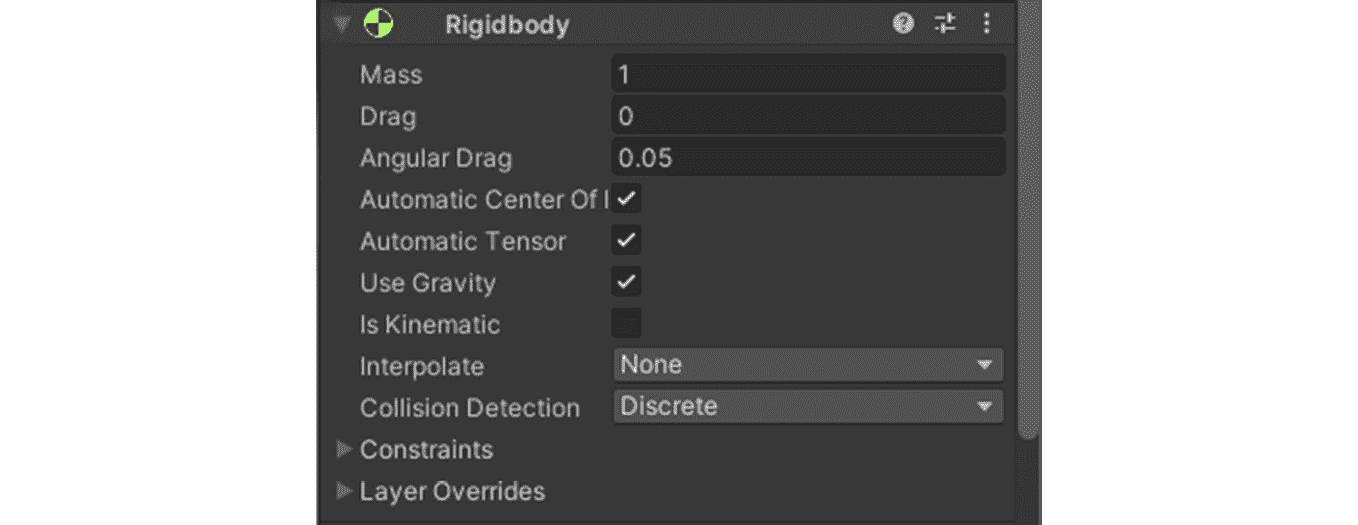 Rigidbody
Mass 1
Drag 0
Angular Drag 0.05
Automatic Center Of
Automatic Tensor
Use Gravity
Is Kinematic
Interpolate None
Collision Detection Discrete
Constraints
Layer Overrides